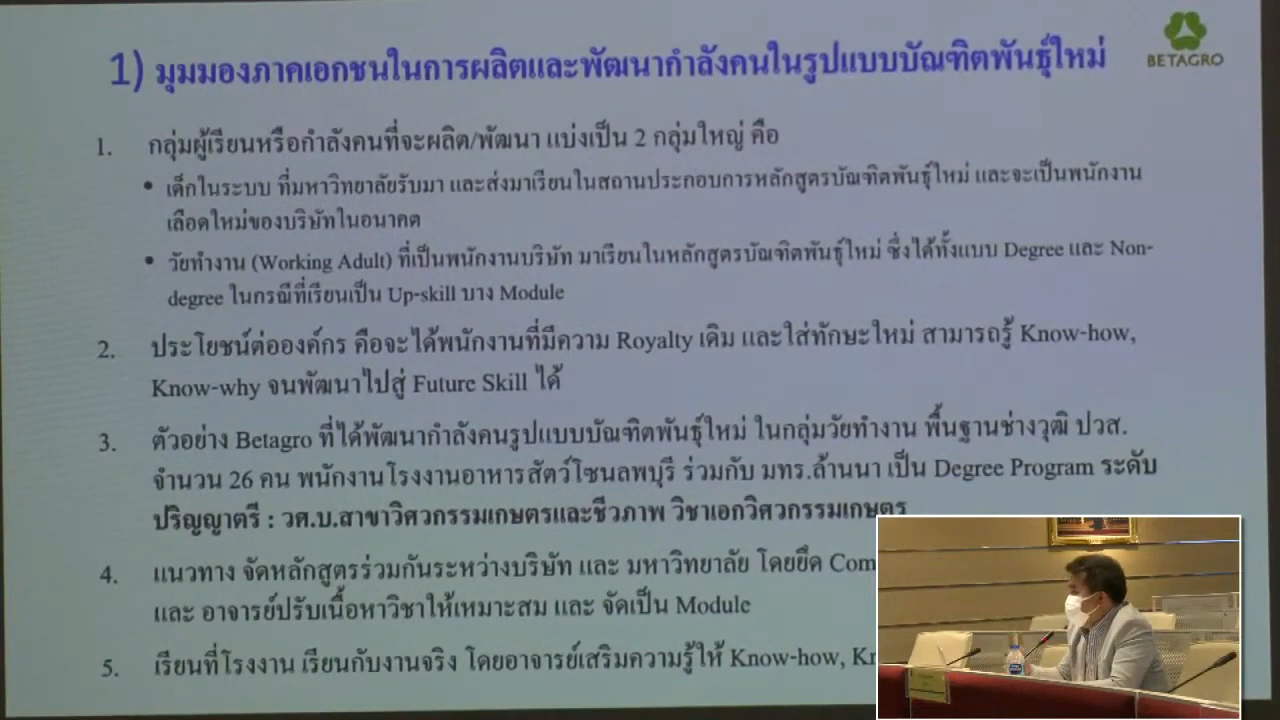 1) มุมมองภาคเอกชนในการผลิตและพัฒนากำลังคนในรูปแบบบัณฑิตพันธุ์ใหม่
BETAGRO
1. กลุ่มผู้เรียนหรือกำลังคนที่จะผลิต/พัฒนา แบ่งเป็น 2 กลุ่มใหญ่ คือ
• เด็กในระบบ ที่มหาวิทยาลัยรับมา และส่งมาเรียนในสถานประกอบการหลักสูตรบัณฑิตพันธุ์ใหม่ และจะเป็นพนักงาน
เลือดใหม่ของบริษัทในอนาคต
• วัยทำงาน (Working Adult) ที่เป็นพนักงานบริษัท มาเรียนในหลักสูตรบัณฑิตพันธุ์ใหม่ ซึ่งได้ทั้งแบบ Degree และ Non-
degree ในกรณีที่เรียนเป็น Up-skill บาง Module
2. ประโยชน์ต่อองค์กร คือจะได้พนักงานที่มีความ Royalty เดิม และใส่ทักษะใหม่ สามารถรู้ Know-how,
Know-why จนพัฒนาไปสู่ Future Skill ได้
3. ตัวอย่าง Betagro ที่ได้พัฒนากำลังคนรูปแบบบัณฑิตพันธุ์ใหม่ ในกลุ่มวัยทำงาน พื้นฐานช่างวุฒิ ปวส.
จำนวน 26 คน พนักงานโรงงานอาหารสัตว์โซนลพบุรี ร่วมกับ มทร.ล้านนา เป็น Degree Program ระดับ
ปริญญาตรี : วศ.บ.สาขาวิศวกรรมเกษตรและชีวภาพ วิชาเอกวิศวกรรมเกษตร
4. แนวทาง จัดหลักสูตรร่วมกันระหว่างบริษัท และ มหาวิทยาลัย โดยยึด Com
และ อาจารย์ปรับเนื้อหาวิชาให้เหมาะสม และ จัดเป็น Module
5. เรียนที่โรงงาน เรียนกับงานจริง โดยอาจารย์เสริมความรู้ให้ Know-how,